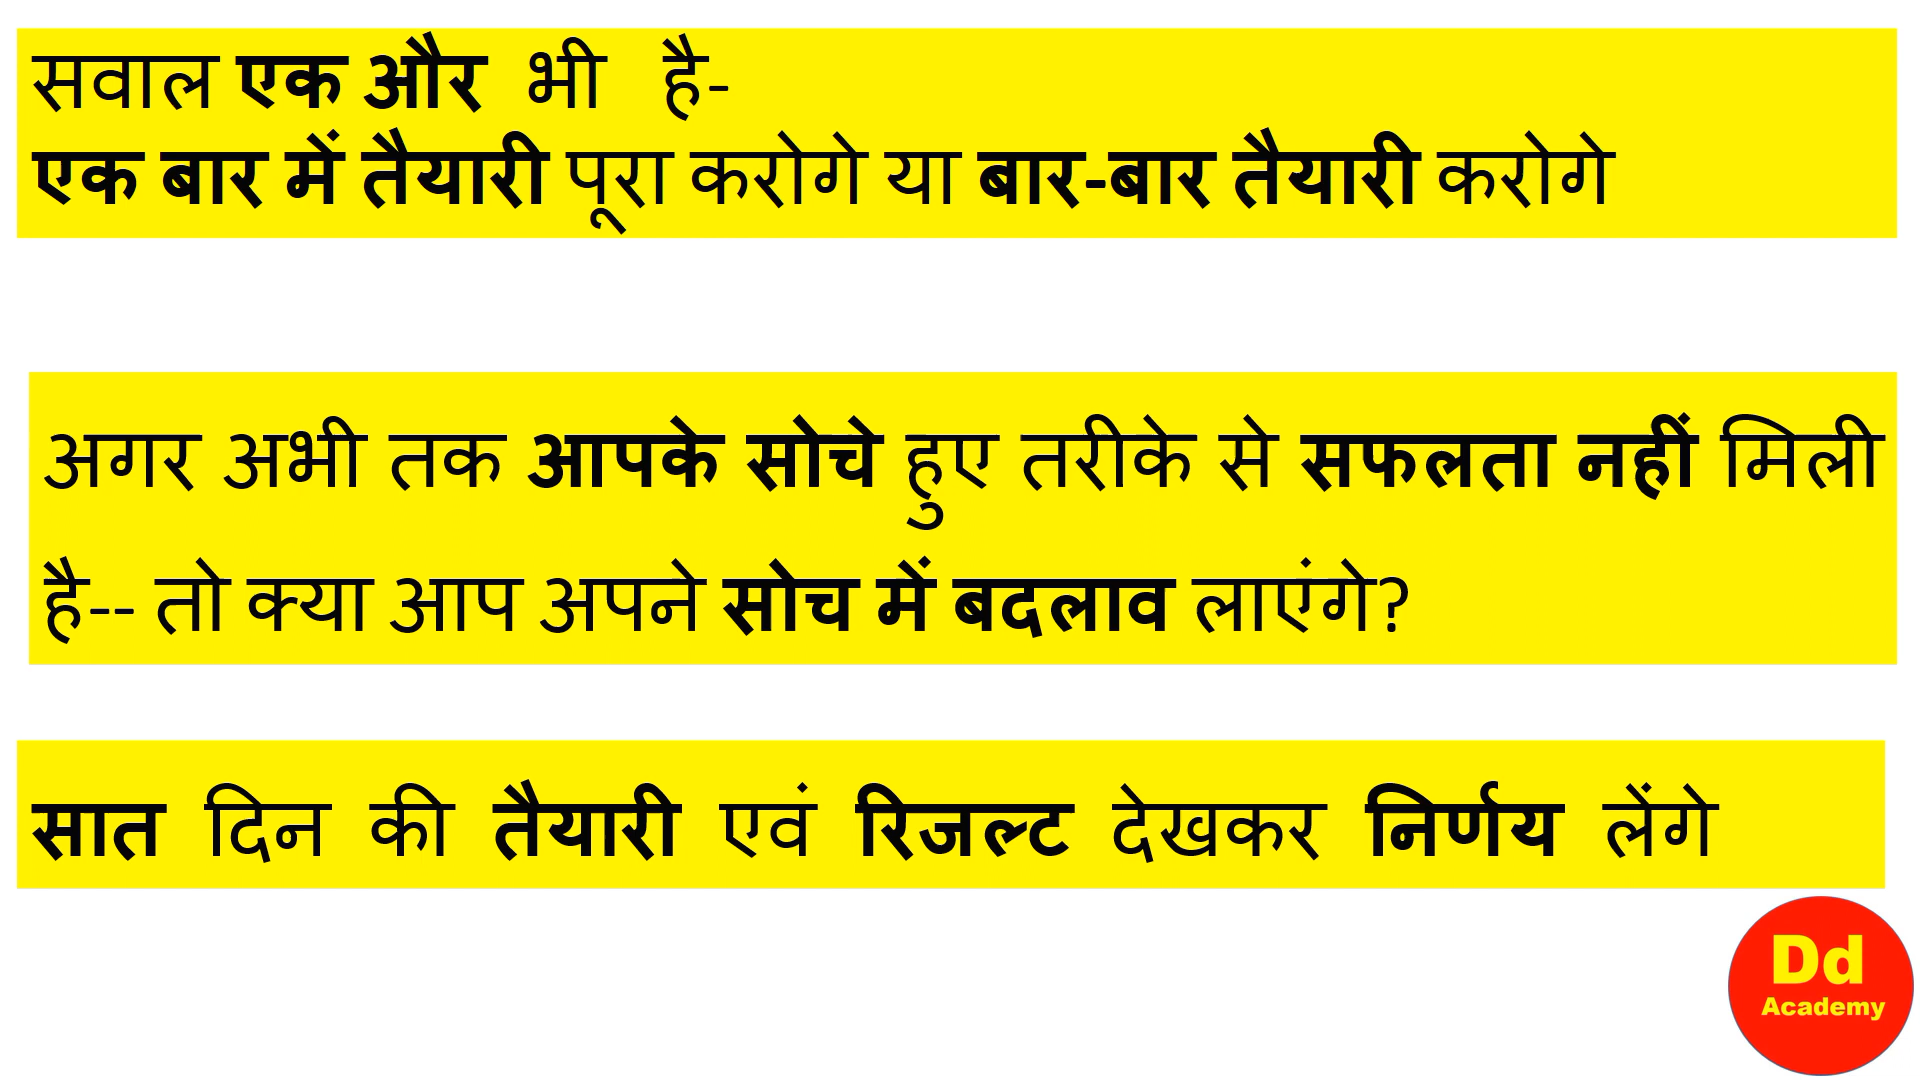 सवाल एक और भी है-
एक बार में तैयारी पूरा करोगे या बार-बार तैयारी करोगे
अगर अभी तक आपके सोचे हुए तरीके से सफलता नहीं मिली
है-- तो क्या आप अपने सोच में बदलाव लाएंगे?
सात दिन की तैयारी एवं रिजल्ट देखकर निर्णय लेंगे
Dd
Academy